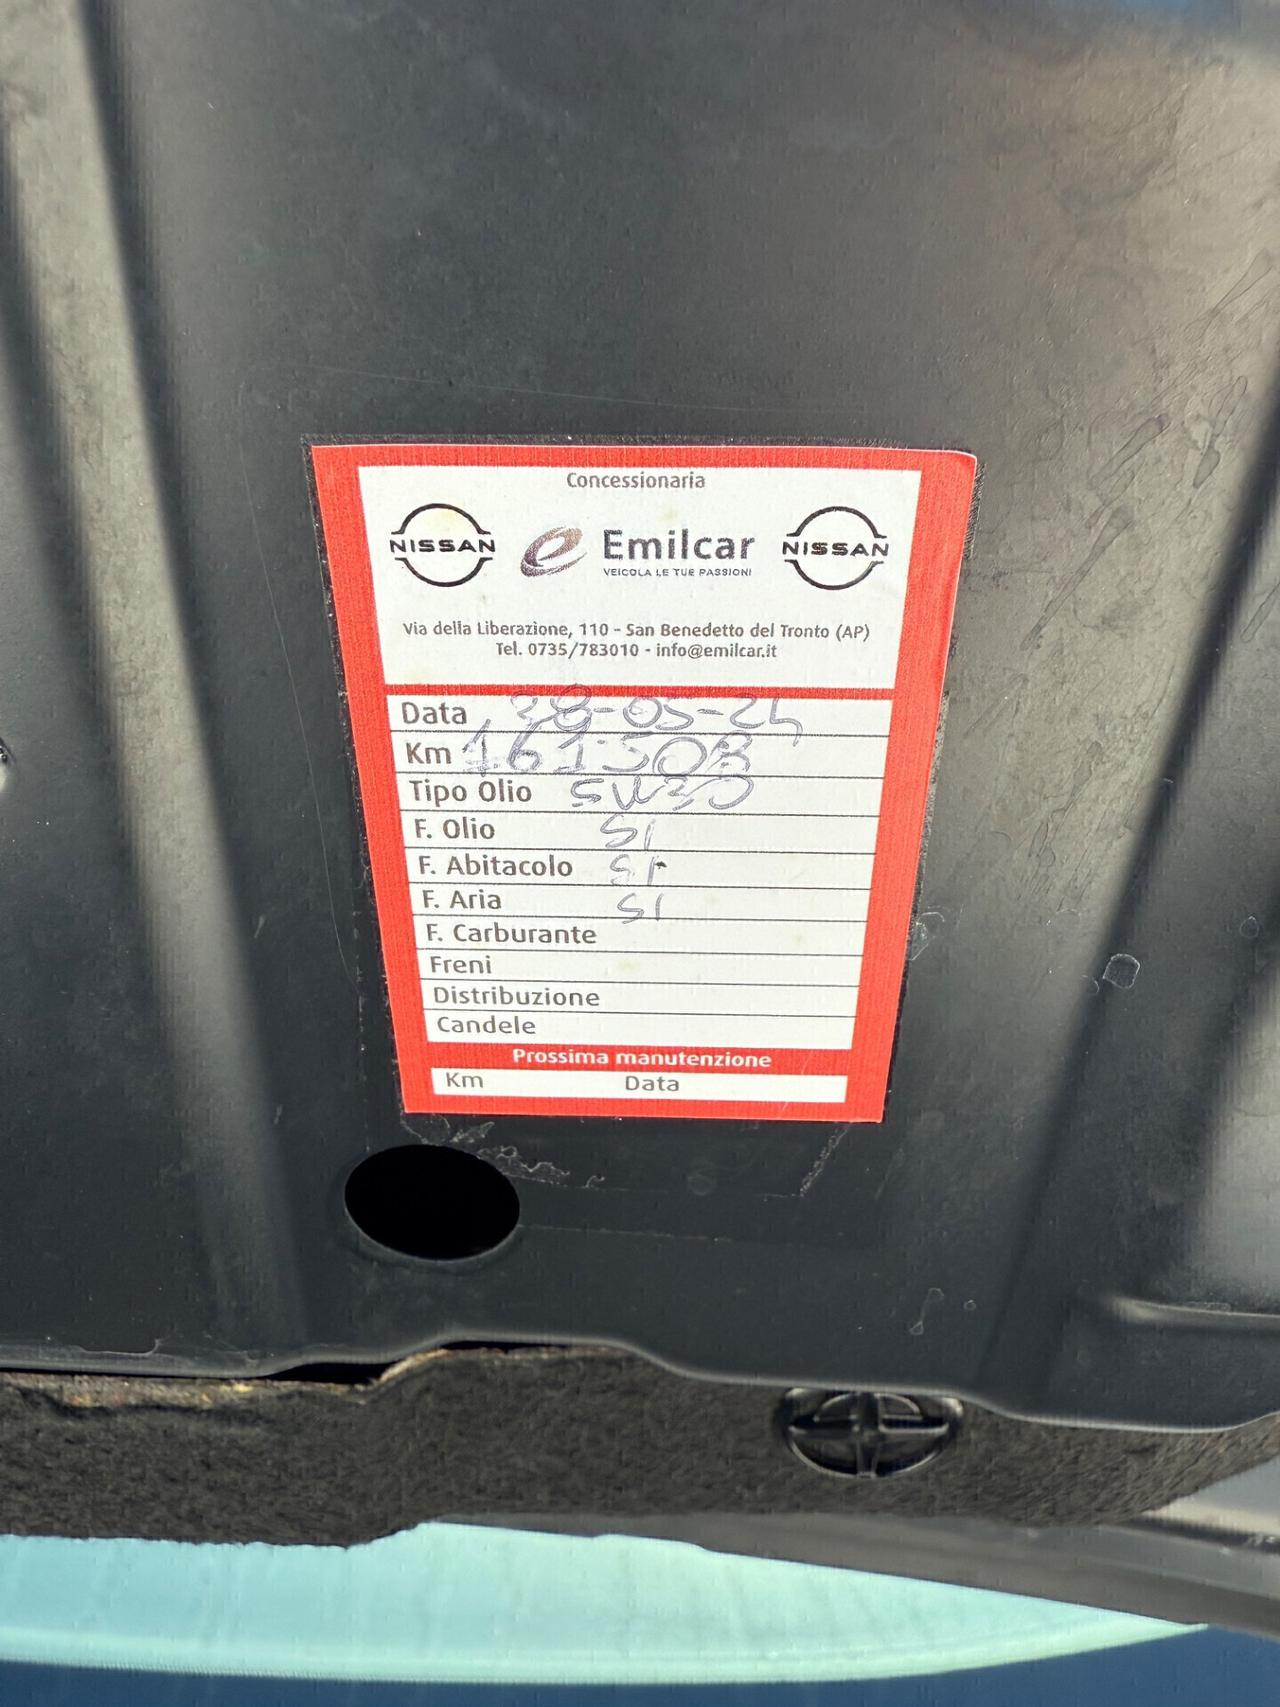 Concessionaria
NISSAN Emilcar NISSAN
VEICOLA LE TUE PASSIONI
Via della Liberazione, 110 - San Benedetto del Tronto (AP)
Tel. 0735/783010 - info@emilcar.it
Data 28-05-24
Km 161508
Tipo Olio 5W30
F. Olio SI
F. Abitacolo SI
F. Aria SI
F. Carburante
Freni
Distribuzione
Candele
Prossima manutenzione
Km Data